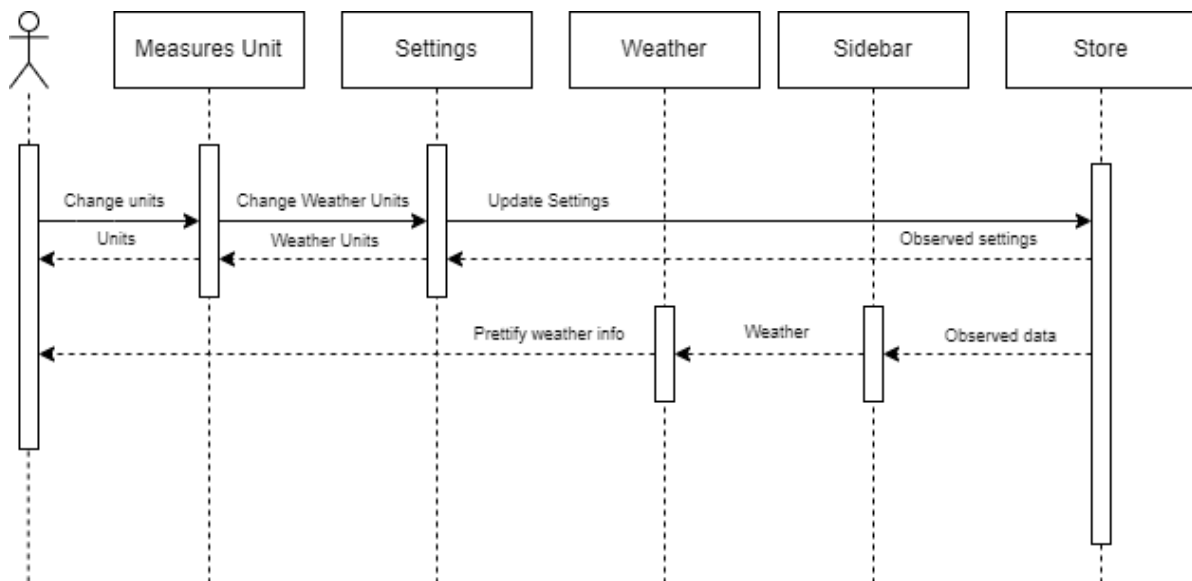 Measures Unit
Settings
Weather
Sidebar
Store
Change units
Change Weather Units
Update Settings
Units
Weather Units
Observed settings
Prettify weather info
Weather
Observed data